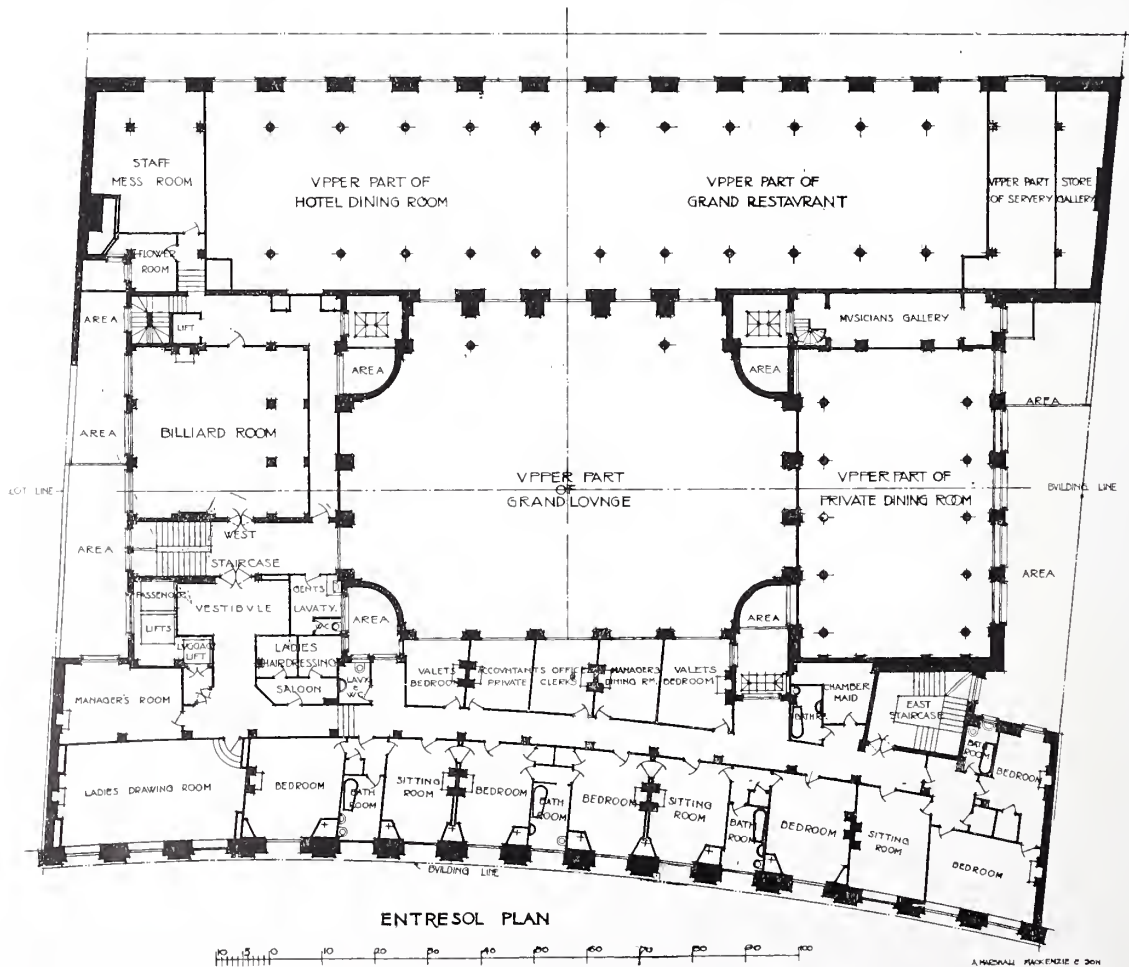 STAFF
MESS ROOM
VPPER PART OF
HOTEL DINING ROOM
VPPER PART OF
GRAND RESTAVRANT
VPPER PART
OF SERVERY
STORE
GALLERY
FLOWER
ROOM
AREA
LIFT
AREA
AREA
MVSICIANS GALLERY
AREA
AREA
BILLIARD ROOM
VPPER PART
OF
GRAND LOVNGE
VPPER PART OF
PRIVATE DINING ROOM
LOT LINE
BVILDING LINE
WEST
STAIRCASE
AREA
AREA
PASSENGER
LIFTS
VESTIBVLE
GENTS
LAVATY.
WC
AREA
AREA
LUGGAGE
LIFT
LADIES
HAIRDRESSING
SALOON
LAVY.
&
W.C.
VALETS
BEDROOM
ACCOVNTANTS OFFICE
PRIVATE
CLERKS
MANAGERS
DINING RM.
VALETS
BEDROOM
BATH R.
CHAMBER
MAID
EAST
STAIRCASE
MANAGER'S ROOM
BATH
ROOM
BEDROOM
LADIES DRAWING ROOM
BEDROOM
BATH
ROOM
SITTING
ROOM
BEDROOM
BATH
ROOM
BEDROOM
SITTING
ROOM
BATH
ROOM
BEDROOM
SITTING
ROOM
BEDROOM
BVILDING LINE
ENTRESOL PLAN
10 5 0 10 20 30 40 50 60 70 80 90 100
A MARSHALL MACKENZIE & SON